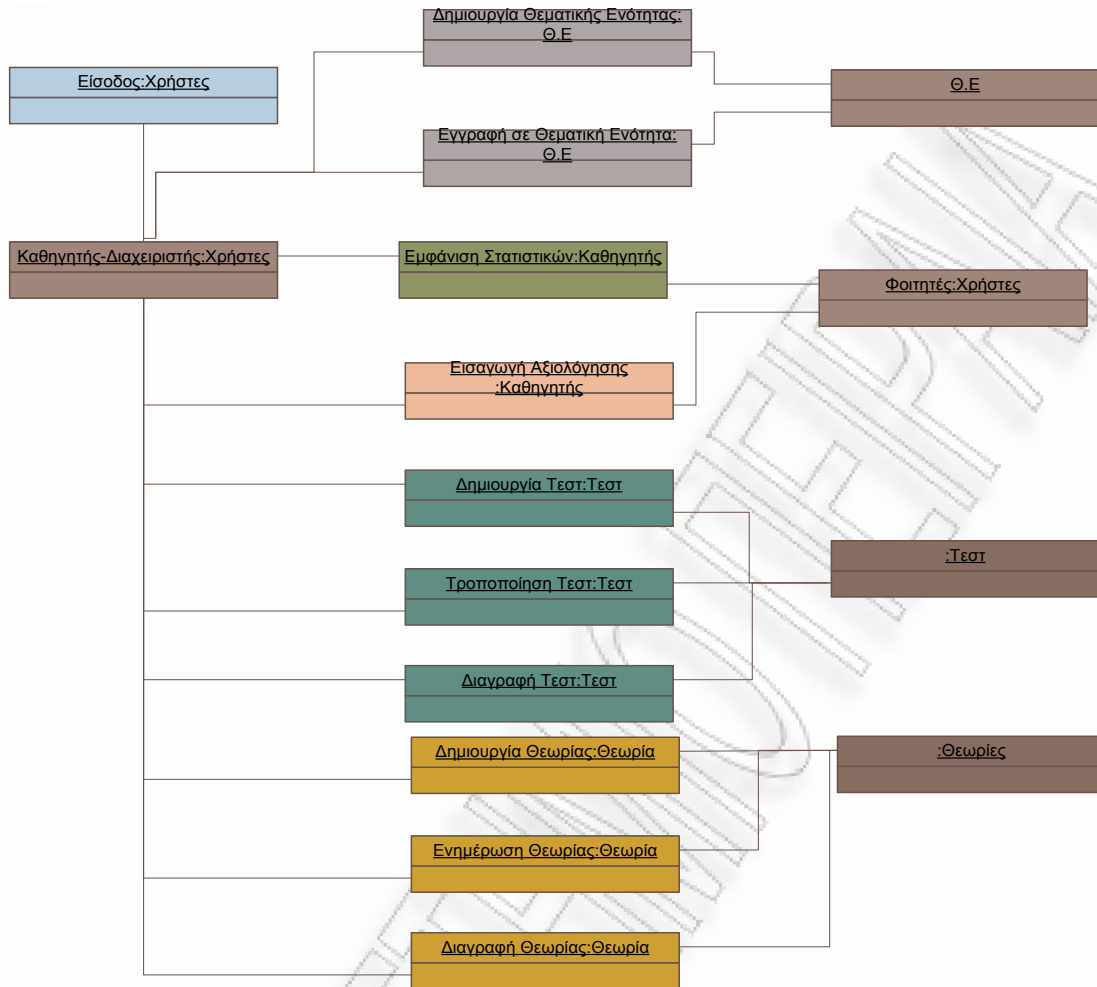 Δημιουργία Θεματικής Ενότητας:
Θ.Ε
Είσοδος:Χρήστες
Θ.Ε
Εγγραφή σε Θεματική Ενότητα:
Θ.Ε
Καθηγητής-Διαχειριστής:Χρήστες
Εμφάνιση Στατιστικών:Καθηγητής
Φοιτητές:Χρήστες
Εισαγωγή Αξιολόγησης
:Καθηγητής
Δημιουργία Τεστ:Τεστ
:Τεστ
Τροποποίηση Τεστ:Τεστ
Διαγραφή Τεστ:Τεστ
Δημιουργία Θεωρίας:Θεωρία
:Θεωρίες
Ενημέρωση Θεωρίας:Θεωρία
Διαγραφή Θεωρίας:Θεωρία